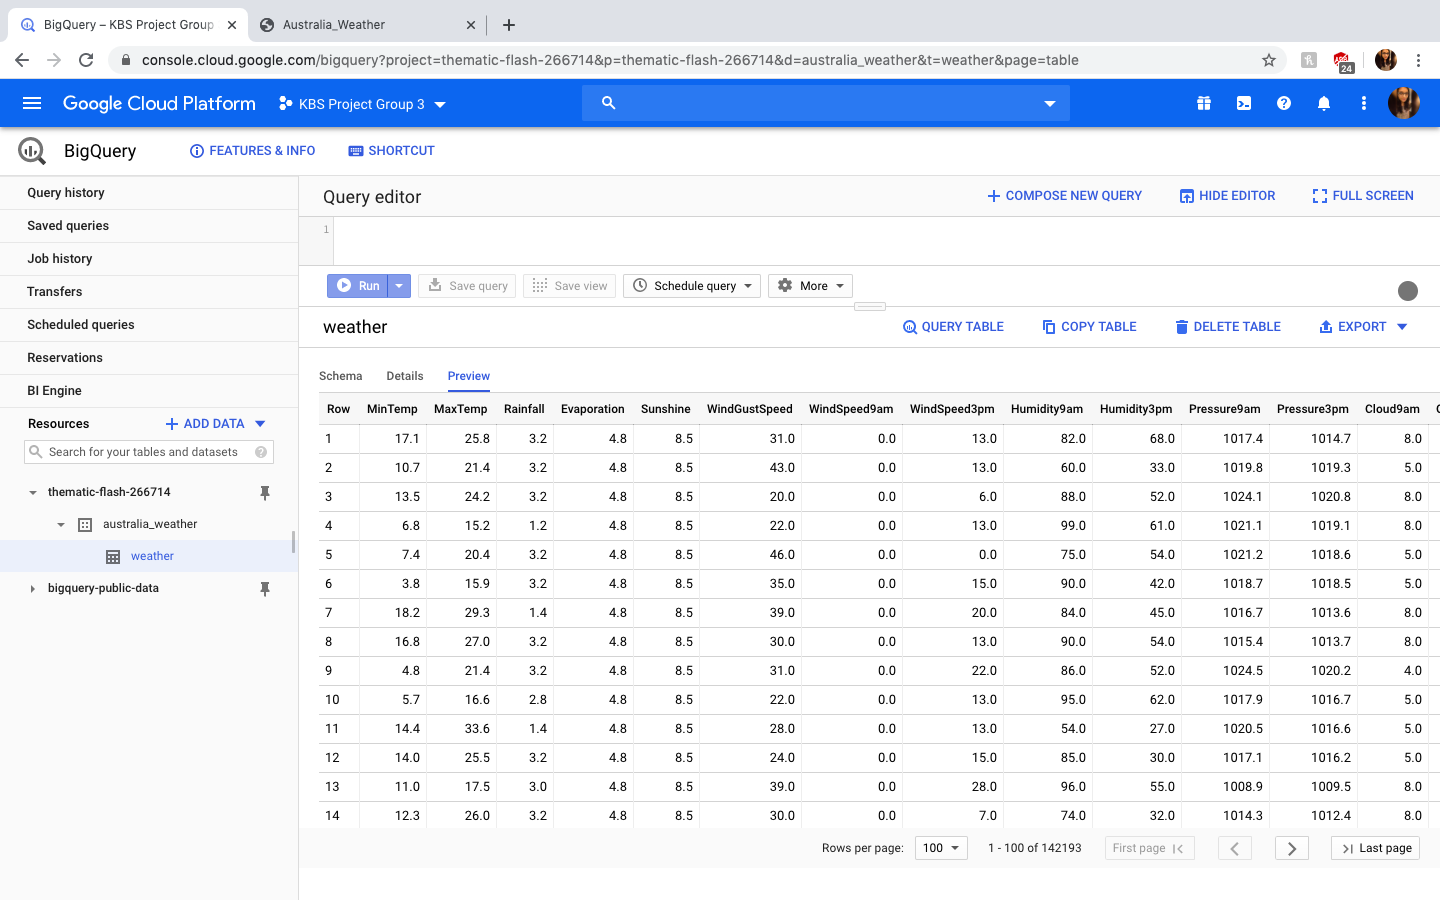 BigQuery – KBS Project Group
Australia_Weather
console.cloud.google.com/bigquery?project=thematic-flash-266714&p=thematic-flash-266714&d=australia_weather&t=weather&page=table
24
Google Cloud Platform
KBS Project Group 3
BigQuery
FEATURES & INFO
SHORTCUT
Query history
Saved queries
Job history
Transfers
Scheduled queries
Reservations
BI Engine
Resources
ADD DATA
Search for your tables and datasets
thematic-flash-266714
australia_weather
weather
bigquery-public-data
Query editor
COMPOSE NEW QUERY
HIDE EDITOR
FULL SCREEN
1
Run
Save query
Save view
Schedule query
More
weather
QUERY TABLE
COPY TABLE
DELETE TABLE
EXPORT
Schema
Details
Preview
Row MinTemp MaxTemp Rainfall Evaporation Sunshine WindGustSpeed WindSpeed9am WindSpeed3pm Humidity9am Humidity3pm Pressure9am Pressure3pm Cloud9am
1 17.1 25.8 3.2 4.8 8.5 31.0 0.0 13.0 82.0 68.0 1017.4 1014.7 8.0
2 10.7 21.4 3.2 4.8 8.5 43.0 0.0 13.0 60.0 33.0 1019.8 1019.3 5.0
3 13.5 24.2 3.2 4.8 8.5 20.0 0.0 6.0 88.0 52.0 1024.1 1020.8 8.0
4 6.8 15.2 1.2 4.8 8.5 22.0 0.0 13.0 99.0 61.0 1021.1 1019.1 8.0
5 7.4 20.4 3.2 4.8 8.5 46.0 0.0 0.0 75.0 54.0 1021.2 1018.6 5.0
6 3.8 15.9 3.2 4.8 8.5 35.0 0.0 15.0 90.0 42.0 1018.7 1018.5 5.0
7 18.2 29.3 1.4 4.8 8.5 39.0 0.0 20.0 84.0 45.0 1016.7 1013.6 8.0
8 16.8 27.0 3.2 4.8 8.5 30.0 0.0 13.0 90.0 54.0 1015.4 1013.7 8.0
9 4.8 21.4 3.2 4.8 8.5 31.0 0.0 22.0 86.0 52.0 1024.5 1020.2 4.0
10 5.7 16.6 2.8 4.8 8.5 22.0 0.0 13.0 95.0 62.0 1017.9 1016.7 5.0
11 14.4 33.6 1.4 4.8 8.5 28.0 0.0 13.0 54.0 27.0 1020.5 1016.6 5.0
12 14.0 25.5 3.2 4.8 8.5 24.0 0.0 15.0 85.0 30.0 1017.1 1016.2 5.0
13 11.0 17.5 3.0 4.8 8.5 39.0 0.0 28.0 96.0 55.0 1008.9 1009.5 8.0
14 12.3 26.0 3.2 4.8 8.5 30.0 0.0 7.0 74.0 32.0 1014.3 1012.4 8.0
Rows per page: 100 1 - 100 of 142193 First page Last page